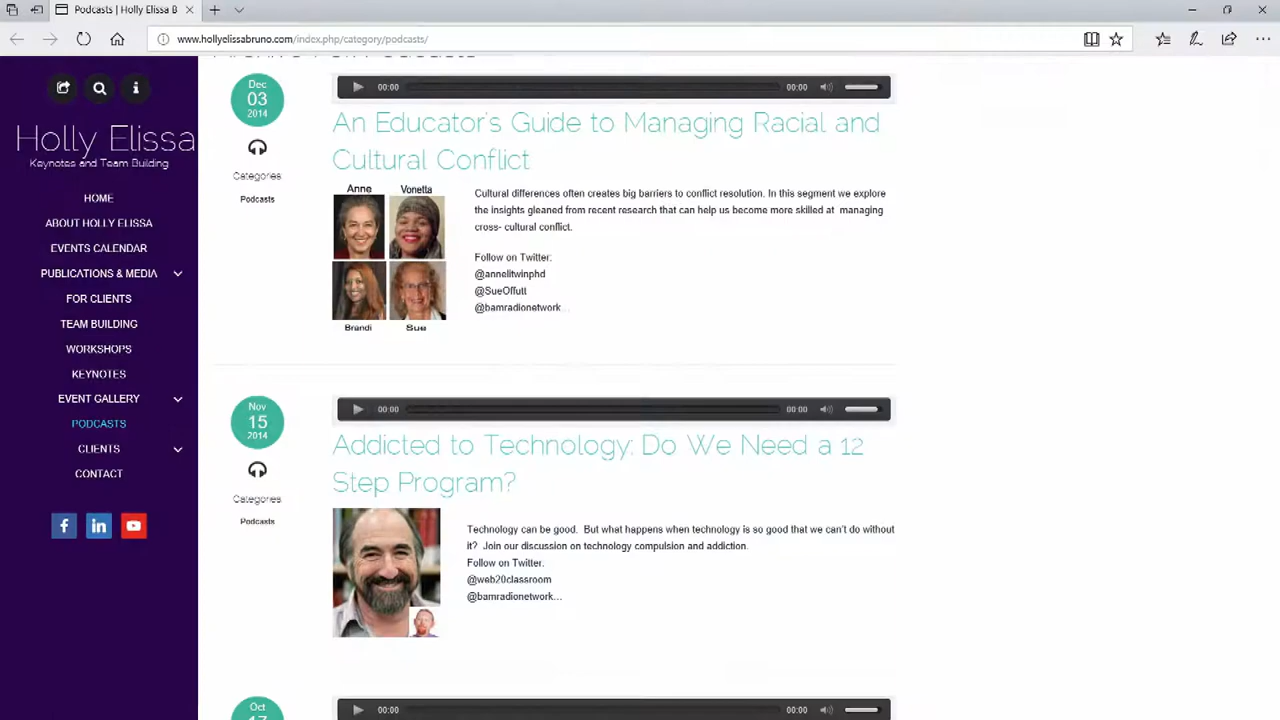 Podcasts | Holly Elissa B
www.hollyelissabruno.com/index.php/category/podcasts/
Holly Elissa
Keynotes and Team Building
HOME
ABOUT HOLLY ELISSA
EVENTS CALENDAR
PUBLICATIONS & MEDIA
FOR CLIENTS
TEAM BUILDING
WORKSHOPS
KEYNOTES
EVENT GALLERY
PODCASTS
CLIENTS
CONTACT
Dec
03
2014
Categories
Podcasts
00:00 00:00
An Educator's Guide to Managing Racial and
Cultural Conflict
Anne Vonetta
Brandi Sue
Cultural differences often creates big barriers to conflict resolution. In this segment we explore
the insights gleaned from recent research that can help us become more skilled at managing
cross- cultural conflict.
Follow on Twitter:
@annelitwinphd
@SueOffutt
@bamradionetwork...
Nov
15
2014
Categories
Podcasts
00:00 00:00
Addicted to Technology: Do We Need a 12
Step Program?
Technology can be good. But what happens when technology is so good that we can't do without
it? Join our discussion on technology compulsion and addiction.
Follow on Twitter:
@web20classroom
@bamradionetwork...
Oct
17
00:00 00:00